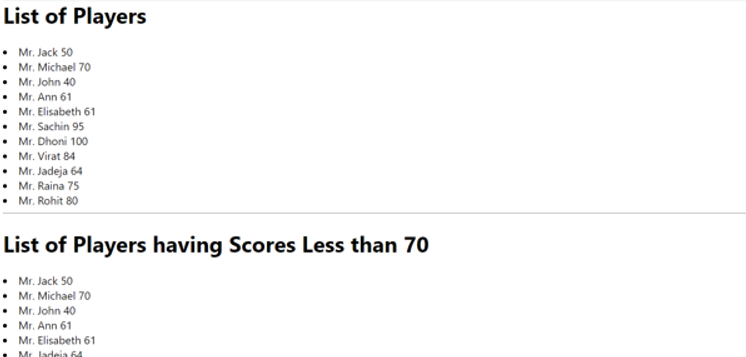 List of Players
Mr. Jack 50
Mr. Michael 70
Mr. John 40
Mr. Ann 61
Mr. Elisabeth 61
Mr. Sachin 95
Mr. Dhoni 100
Mr. Virat 84
Mr. Jadeja 64
Mr. Raina 75
Mr. Rohit 80
List of Players having Scores Less than 70
Mr. Jack 50
Mr. Michael 70
Mr. John 40
Mr. Ann 61
Mr. Elisabeth 61
Mr. Jadeja 64